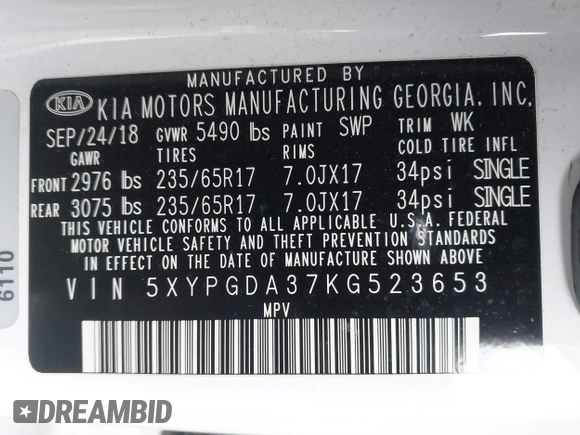 MANUFACTURED BY
KIA KIA MOTORS MANUFACTURING GEORGIA, INC.
SEP/24/18 GVWR 5490 lbs PAINT SWP TRIM WK
GAWR TIRES RIMS COLD TIRE INFL
FRONT 2976 lbs 235/65R17 7.0JX17 34psi SINGLE
REAR 3075 lbs 235/65R17 7.0JX17 34psi SINGLE
THIS VEHICLE CONFORMS TO ALL APPLICABLE U.S.A. FEDERAL
MOTOR VEHICLE SAFETY AND THEFT PREVENTION STANDARDS
IN EFFECT ON THE DATE OF MANUFACTURE SHOWN ABOVE.
VIN 5XYPGDA37KG523653
MPV
6110
DREAMBID